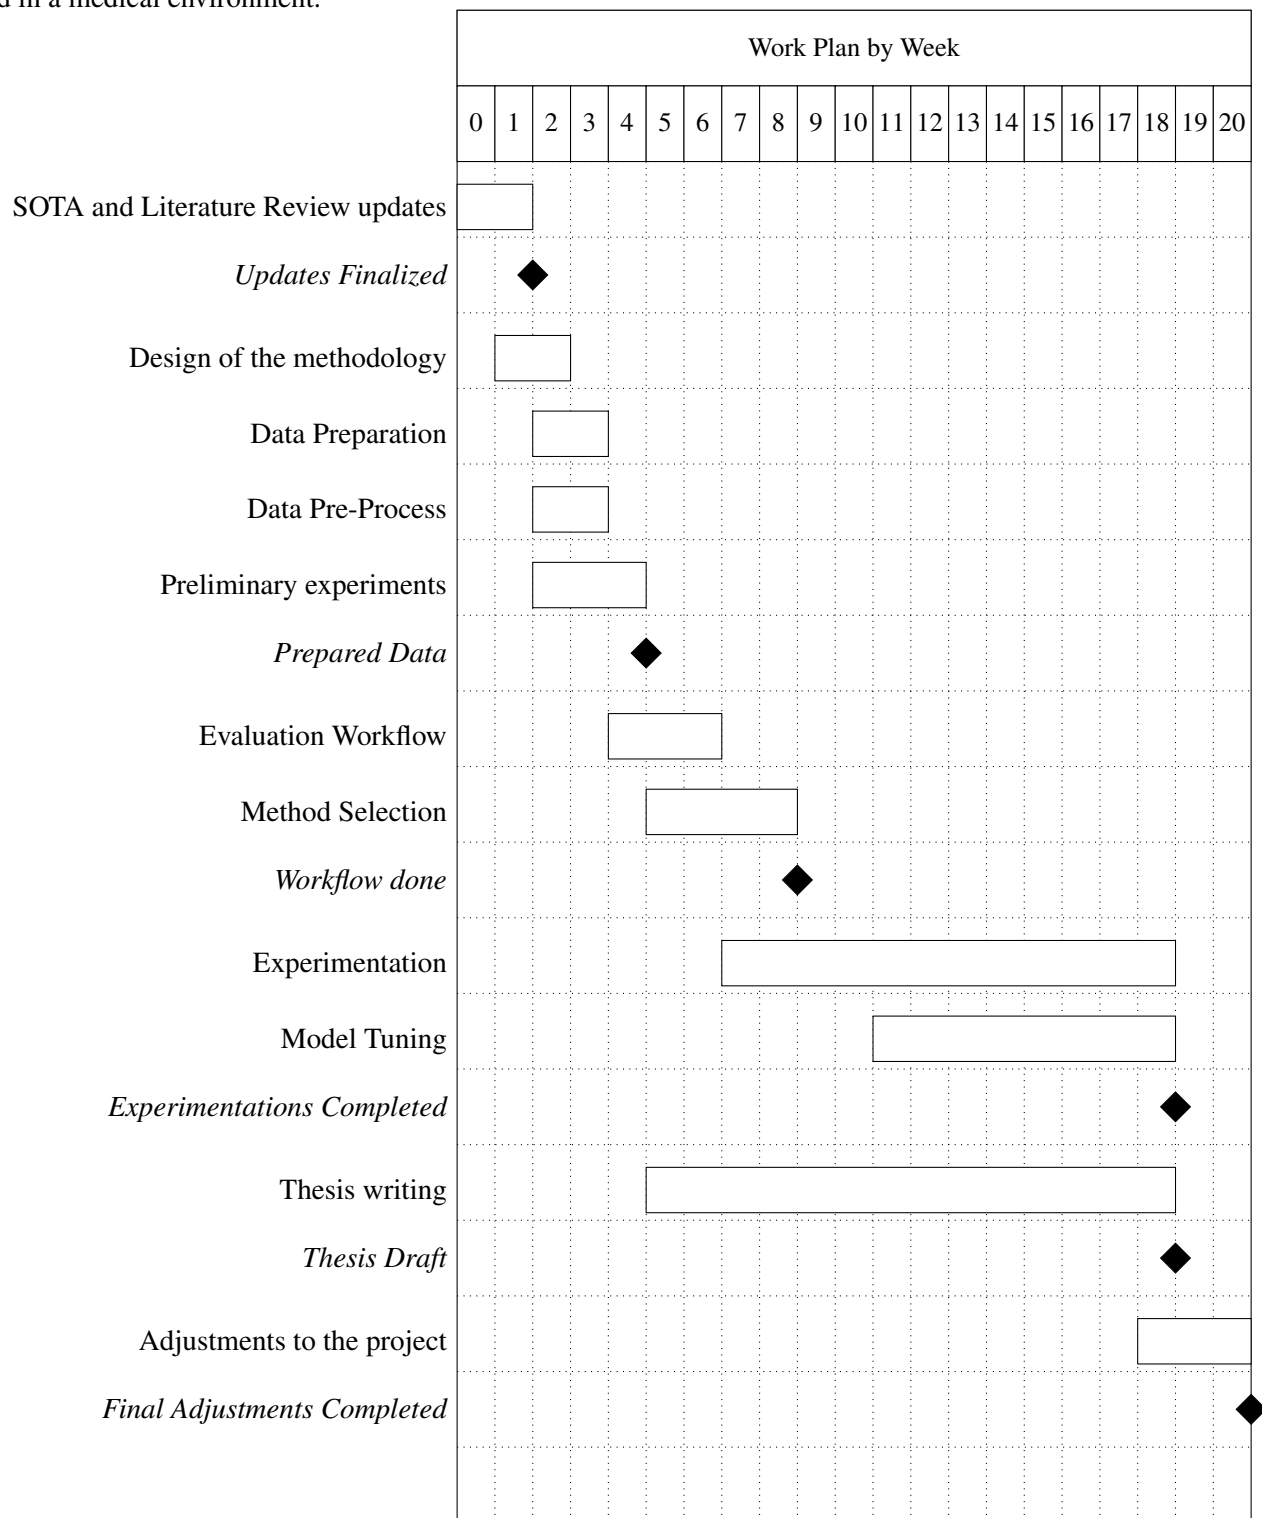 in a medical environment.
Work Plan by Week
0 1 2 3 4 5 6 7 8 9 10 11 12 13 14 15 16 17 18 19 20
SOTA and Literature Review updates
Updates Finalized
Design of the methodology
Data Preparation
Data Pre-Process
Preliminary experiments
Prepared Data
Evaluation Workflow
Method Selection
Workflow done
Experimentation
Model Tuning
Experimentations Completed
Thesis writing
Thesis Draft
Adjustments to the project
Final Adjustments Completed